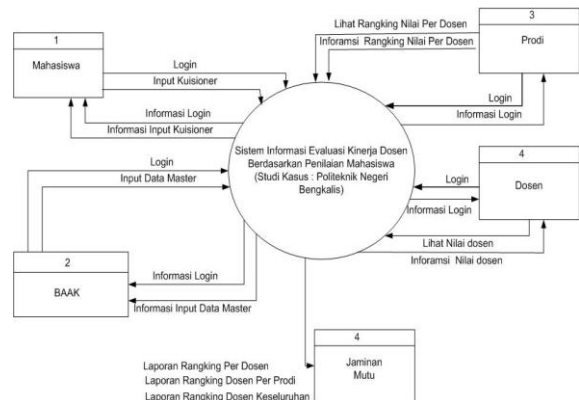 1
Mahasiswa
Login
Input Kuisioner
Informasi Login
Informasi Input Kuisioner
Lihat Rangking Nilai Per Dosen
Inforamsi Rangking Nilai Per Dosen
3
Prodi
Login
Informasi Login
Sistem Informasi Evaluasi Kinerja Dosen
Berdasarkan Penilaian Mahasiswa
(Studi Kasus : Politeknik Negeri
Bengkalis)
4
Dosen
Login
Informasi Login
Lihat Nilai dosen
Inforamsi Nilai dosen
Login
Input Data Master
2
BAAK
Informasi Login
Informasi Input Data Master
4
Jaminan
Mutu
Laporan Rangking Per Dosen
Laporan Rangking Dosen Per Prodi
Laporan Rangking Dosen Keseluruhan